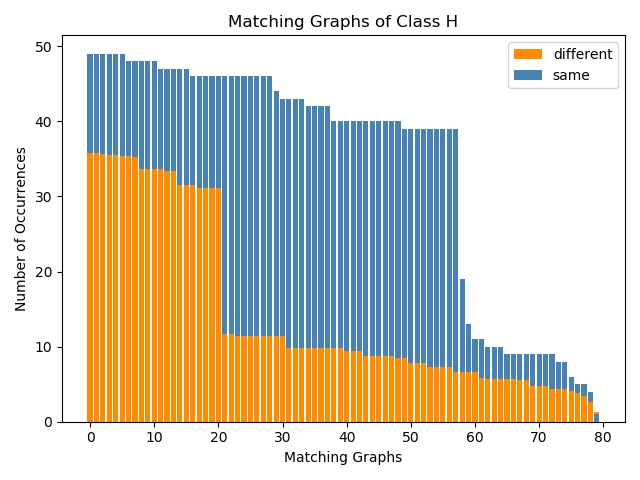 Matching Graphs of Class H
different
same
Number of Occurrences
50
40
30
20
10
0
0 10 20 30 40 50 60 70 80
Matching Graphs